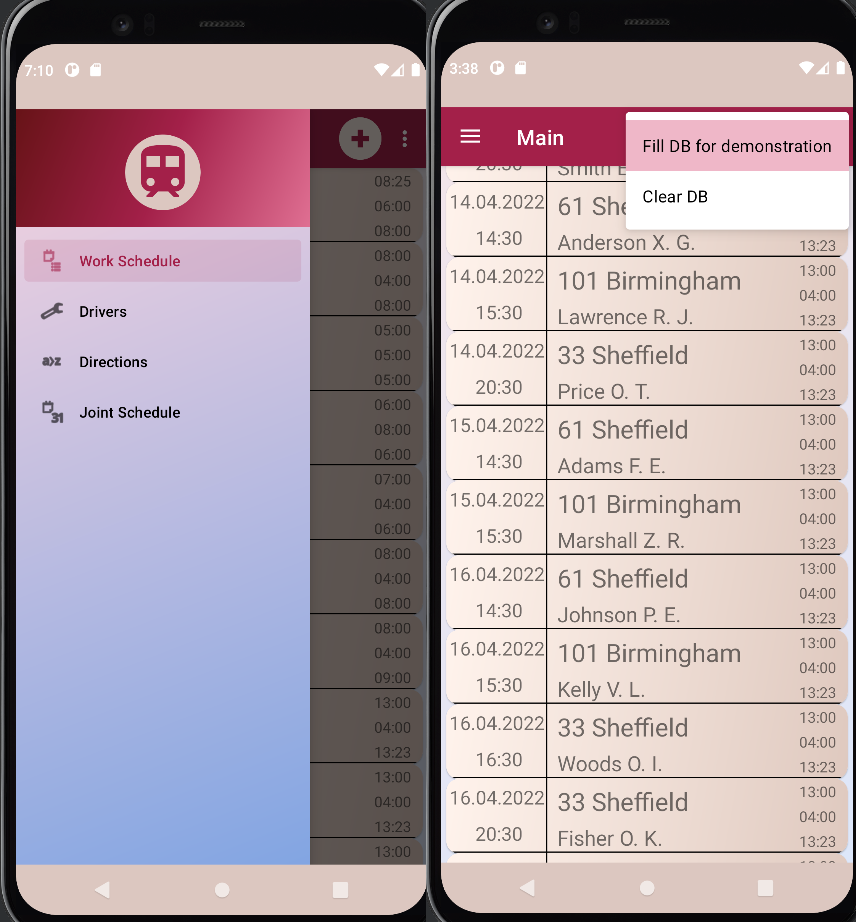 7:10
Work Schedule
Drivers
a>z
Directions
31
Joint Schedule
08:25
06:00
08:00
08:00
04:00
08:00
05:00
05:00
05:00
06:00
08:00
06:00
07:00
04:00
06:00
08:00
04:00
08:00
08:00
04:00
09:00
13:00
04:00
13:23
13:00
04:00
13:23
13:00
3:38
Main
Fill DB for demonstration
Clear DB
20:30
Smith
14.04.2022
61 She
14:30
Anderson X. G.
13:23
14.04.2022
101 Birmingham
13:00
04:00
15:30
Lawrence R. J.
13:23
14.04.2022
33 Sheffield
13:00
04:00
20:30
Price O. T.
13:23
15.04.2022
61 Sheffield
13:00
04:00
14:30
Adams F. E.
13:23
15.04.2022
101 Birmingham
13:00
04:00
15:30
Marshall Z. R.
13:23
16.04.2022
61 Sheffield
13:00
04:00
14:30
Johnson P. E.
13:23
16.04.2022
101 Birmingham
13:00
04:00
15:30
Kelly V. L.
13:23
16.04.2022
33 Sheffield
13:00
04:00
16:30
Woods O. I.
13:23
16.04.2022
33 Sheffield
13:00
04:00
20:30
Fisher O. K.
13:23